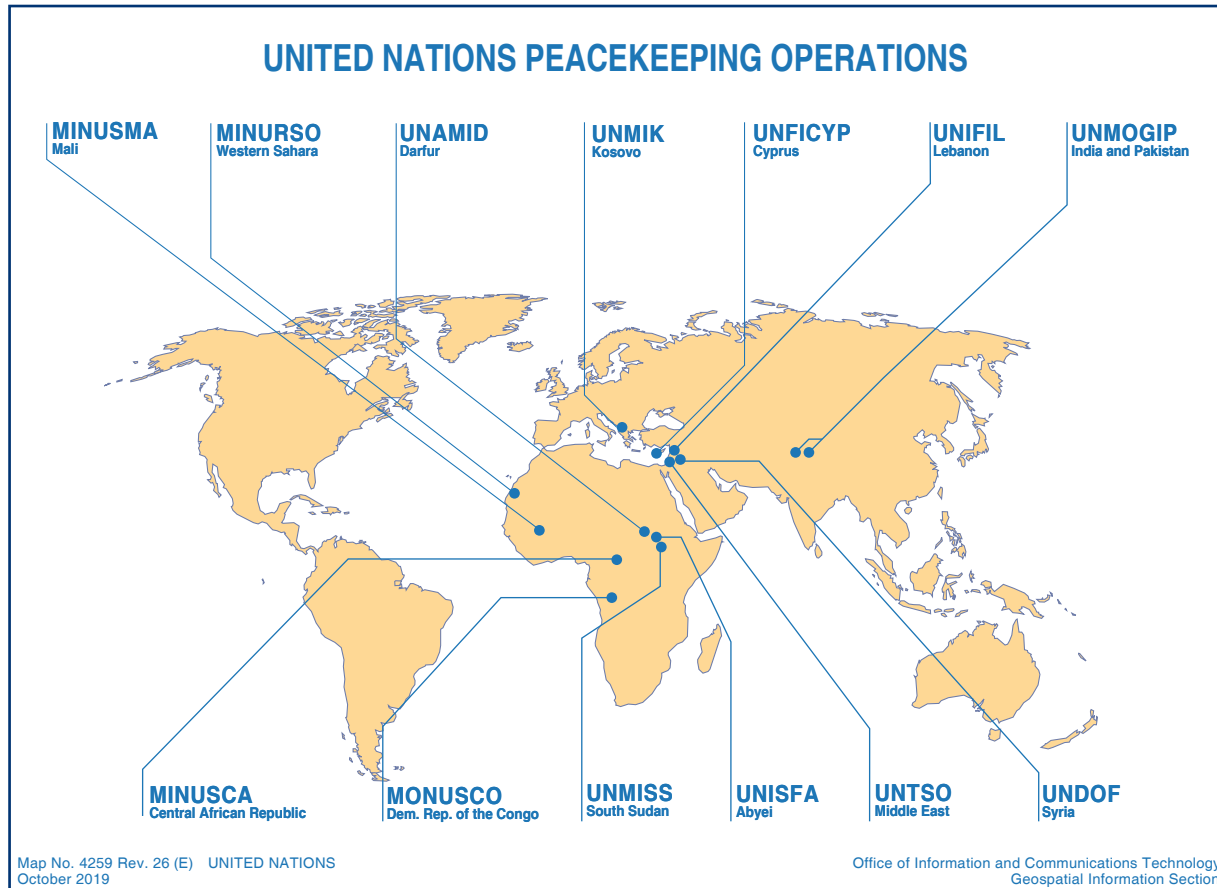 UNITED NATIONS PEACEKEEPING OPERATIONS
MINUSMA
Mali
MINURSO
Western Sahara
UNAMID
Darfur
UNMIK
Kosovo
UNFICYP
Cyprus
UNIFIL
Lebanon
UNMOGIP
India and Pakistan
MINUSCA
Central African Republic
MONUSCO
Dem. Rep. of the Congo
UNMISS
South Sudan
UNISFA
Abyei
UNTSO
Middle East
UNDOF
Syria
Map No. 4259 Rev. 26 (E) UNITED NATIONS
October 2019
Office of Information and Communications Technology
Geospatial Information Section